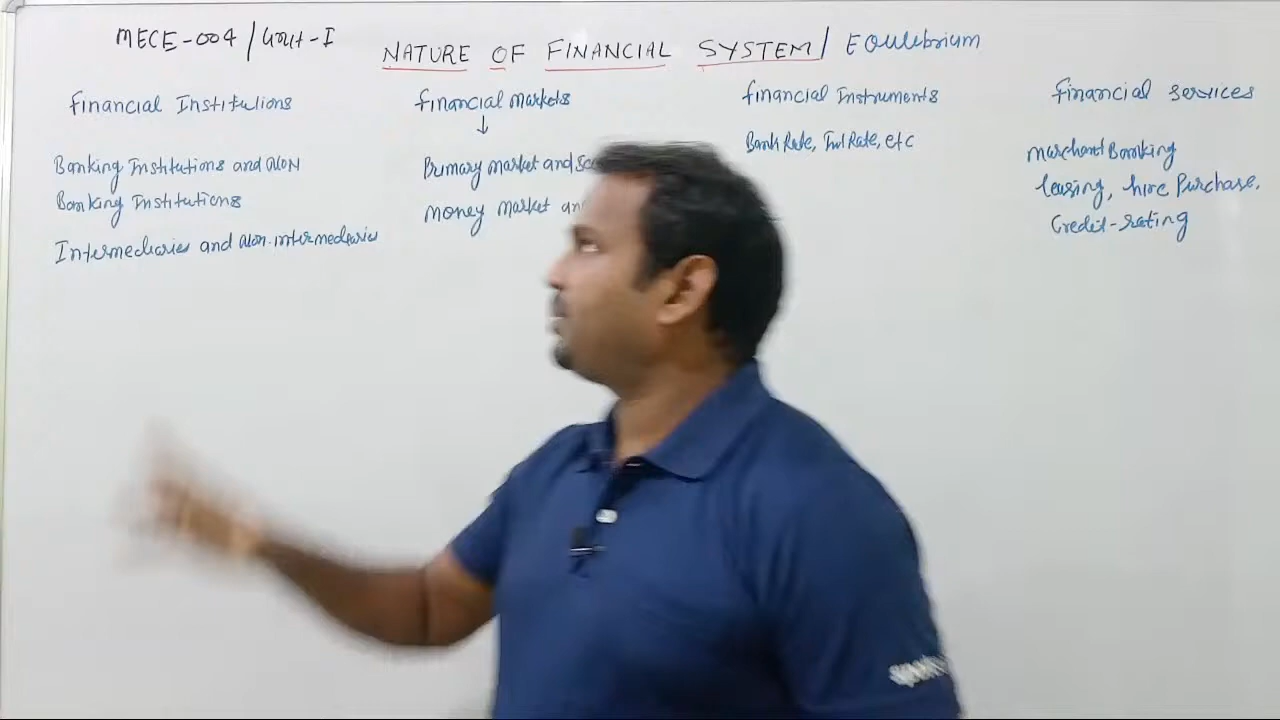 MECE-004 / Unit-I
NATURE OF FINANCIAL SYSTEM / Equilibrium
Financial Institutions
Banking Institutions and Non
Banking Institutions
Intermediaries and Non-intermediaries
financial markets
↓
Primary market and
money market an
financial Instruments
Bank Rate, Int Rate, etc
Financial services
Marchant Banking
leasing, hire Purchase,
Credit-rating